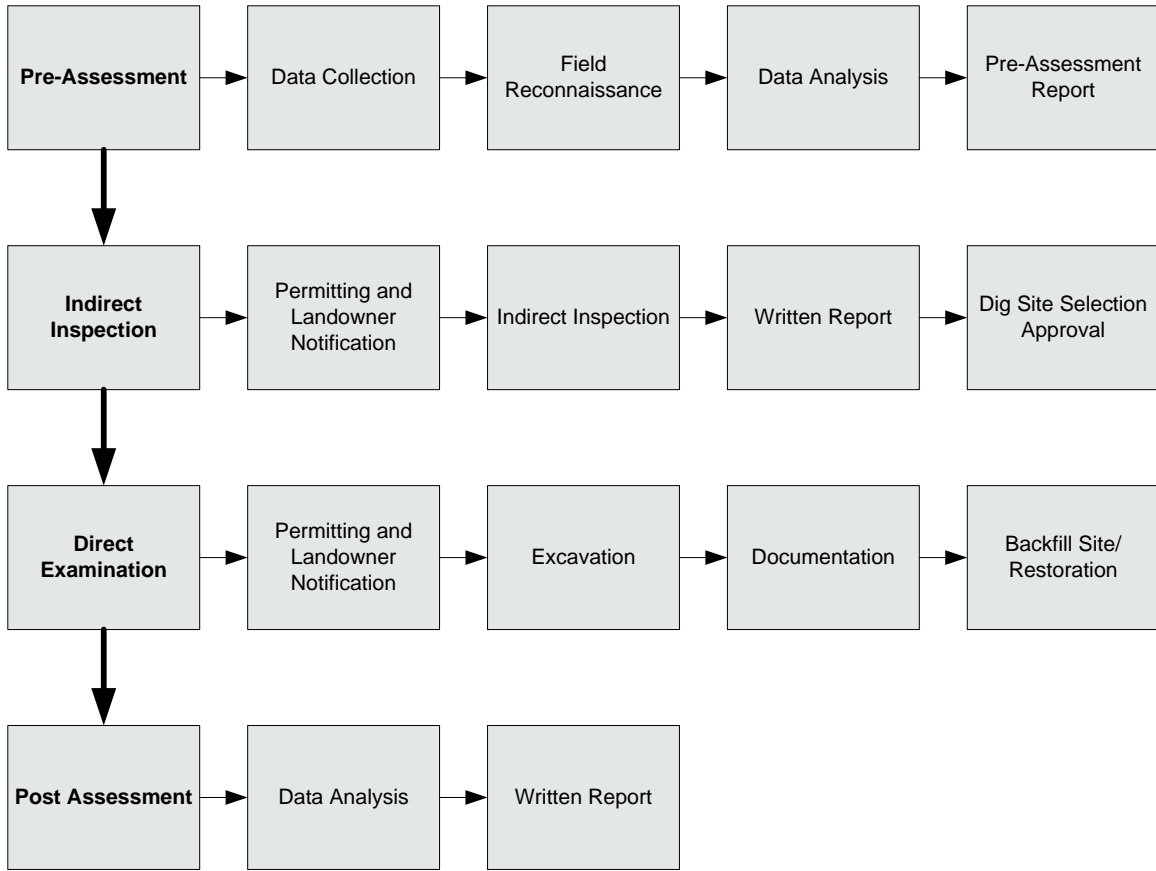 Pre-Assessment
Data Collection
Field
Reconnaissance
Data Analysis
Pre-Assessment
Report
Indirect
Inspection
Permitting and
Landowner
Notification
Indirect Inspection
Written Report
Dig Site Selection
Approval
Direct
Examination
Permitting and
Landowner
Notification
Excavation
Documentation
Backfill Site/
Restoration
Post Assessment
Data Analysis
Written Report